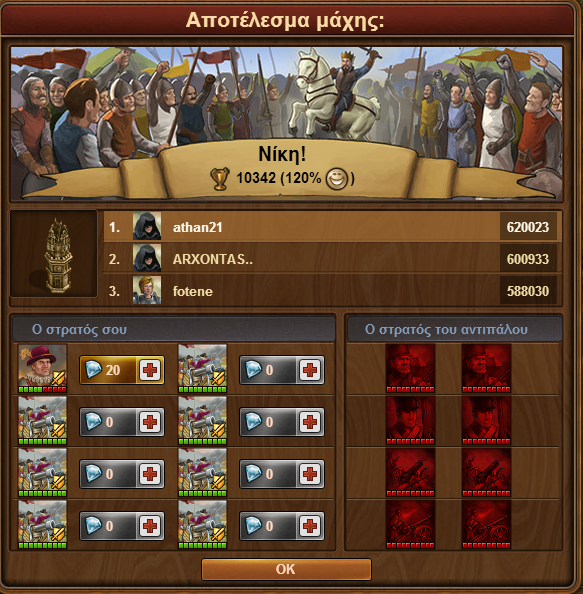 Αποτέλεσμα μάχης:
Νίκη!
10342 (120% )
1. athan21 620023
2. ARXONTAS.. 600933
3. fotene 588030
Ο στρατός σου
Ο στρατός του αντιπάλου
20 0
0 0
0 0
0 0
OK